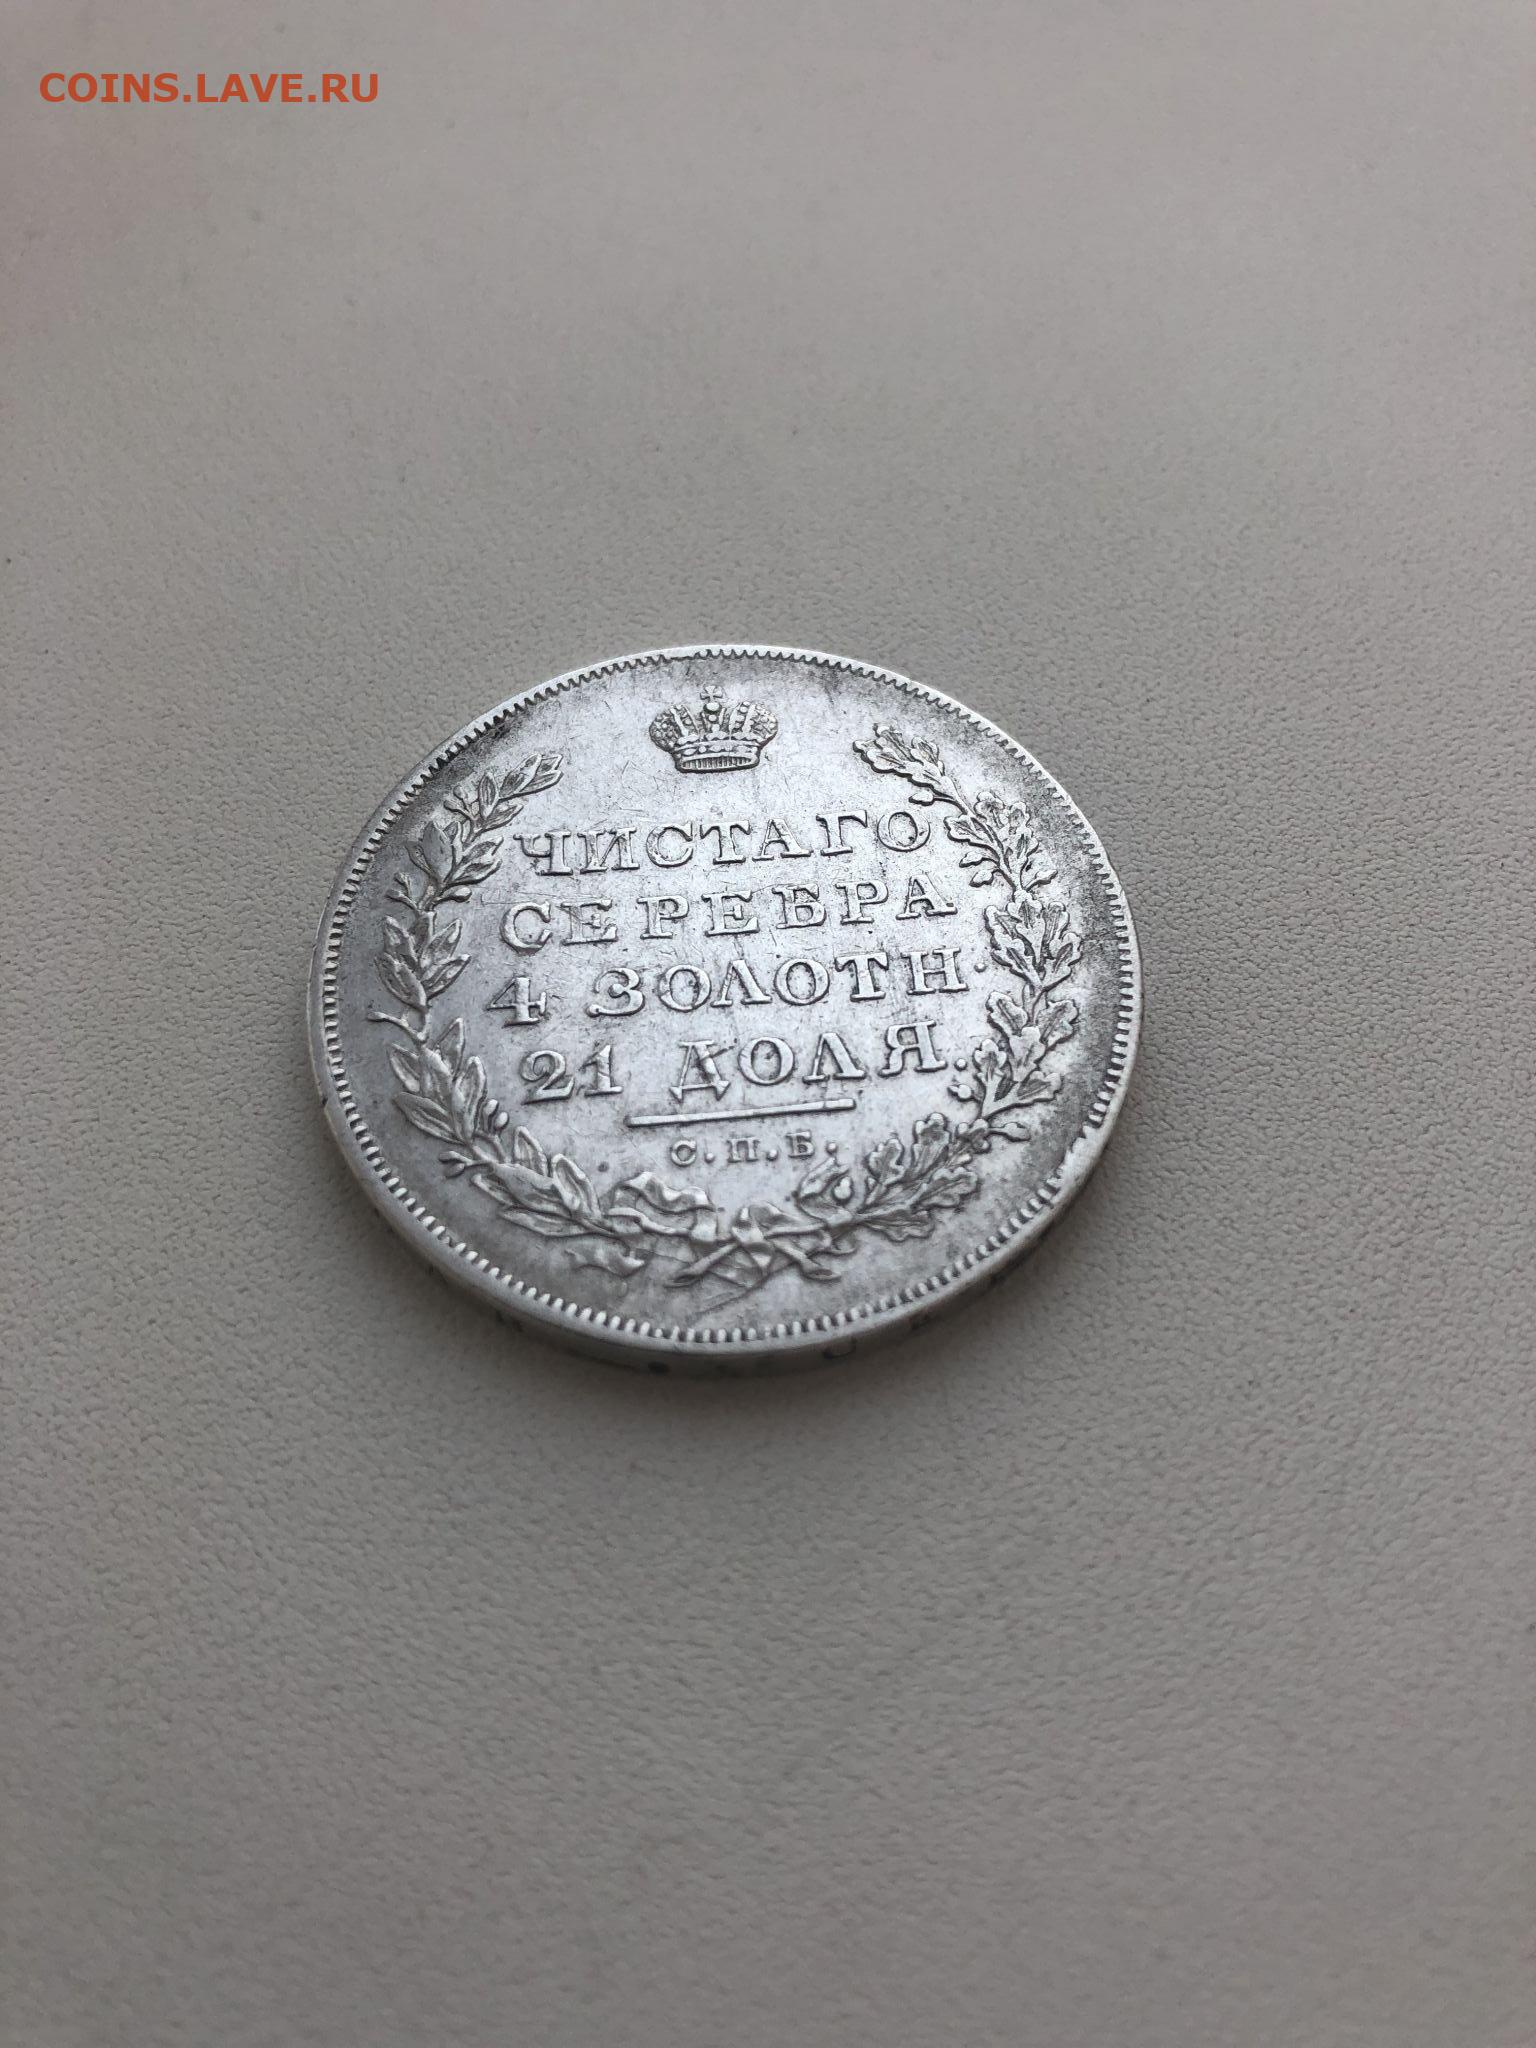 COINS.LAVE.RU
ЧИСТАГО
СЕРЕБРА
4 ЗОЛОТН.
21 ДОЛЯ.
С.П.Б.